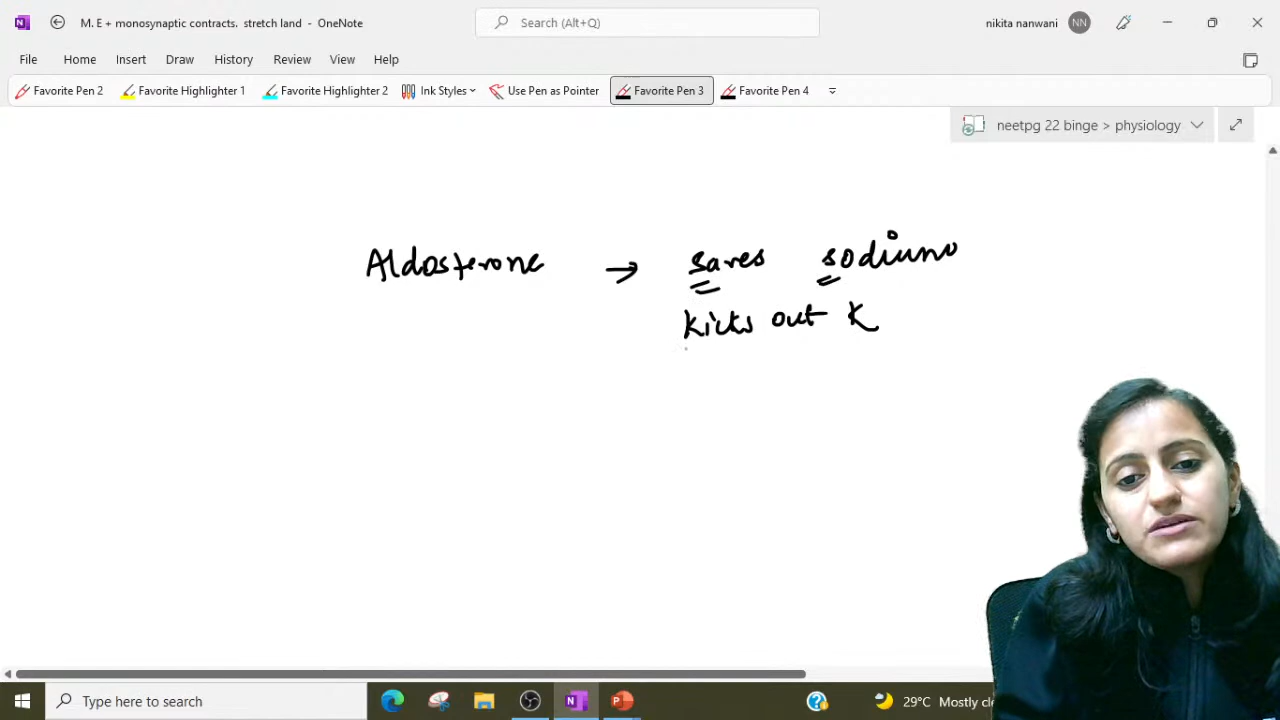 M. E + monosynaptic contracts. stretch land - OneNote
Search (Alt+Q)
nikita nanwani NN
File Home Insert Draw History Review View Help
Favorite Pen 2 Favorite Highlighter 1 Favorite Highlighter 2 Ink Styles Use Pen as Pointer Favorite Pen 3 Favorite Pen 4
neetpg 22 binge > physiology
Aldosterone → saves sodium
kicks out K
Type here to search
29°C Mostly cle